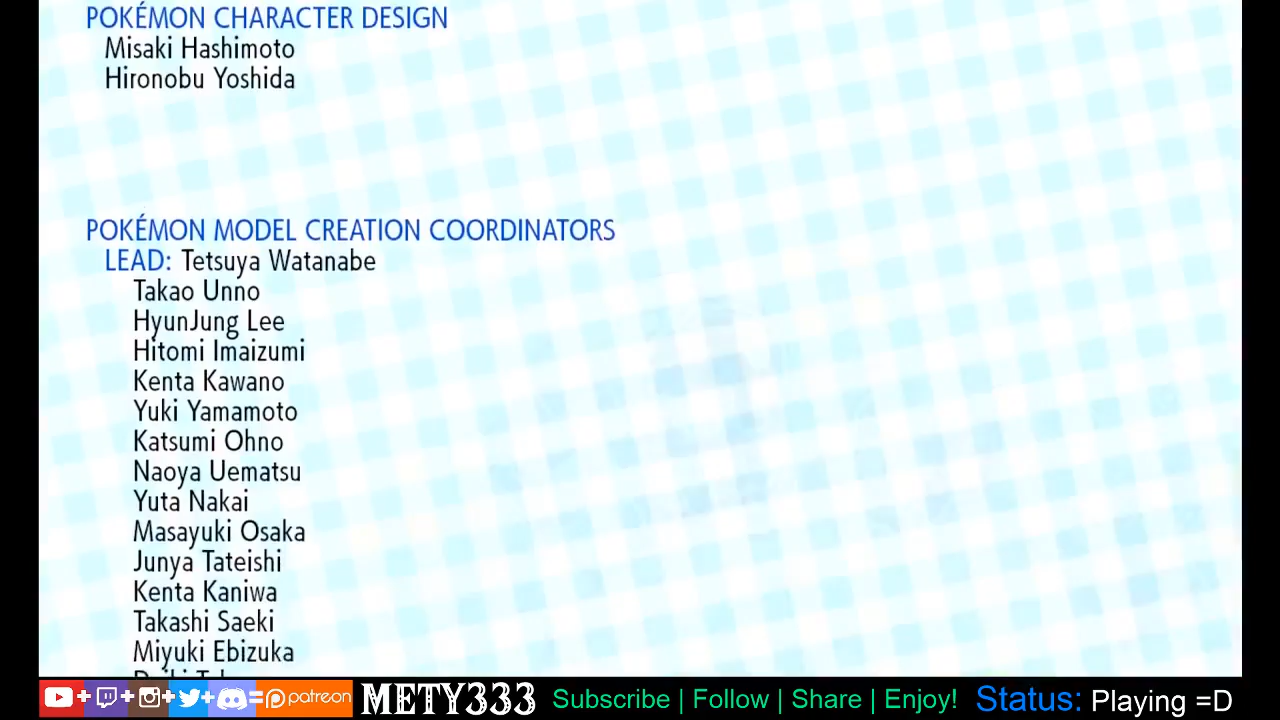 POKÉMON CHARACTER DESIGN
Misaki Hashimoto
Hironobu Yoshida
POKÉMON MODEL CREATION COORDINATORS
LEAD: Tetsuya Watanabe
Takao Unno
HyunJung Lee
Hitomi Imaizumi
Kenta Kawano
Yuki Yamamoto
Katsumi Ohno
Naoya Uematsu
Yuta Nakai
Masayuki Osaka
Junya Tateishi
Kenta Kaniwa
Takashi Saeki
Miyuki Ebizuka
+ + + + = patreon METY333 Subscribe | Follow | Share | Enjoy! Status: Playing =D